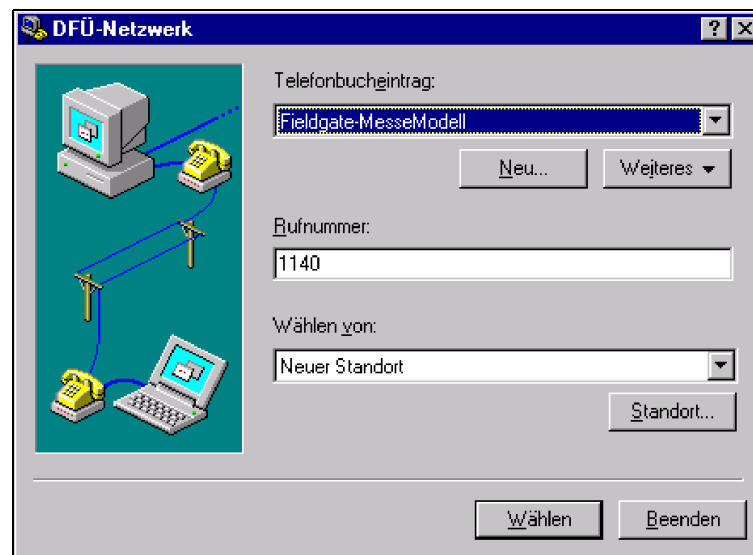 DFÜ-Netzwerk
Telefonbucheintrag:
Fieldgate-MesseModell
Neu... Weiteres
Rufnummer:
1140
Wählen von:
Neuer Standort
Standort...
Wählen Beenden